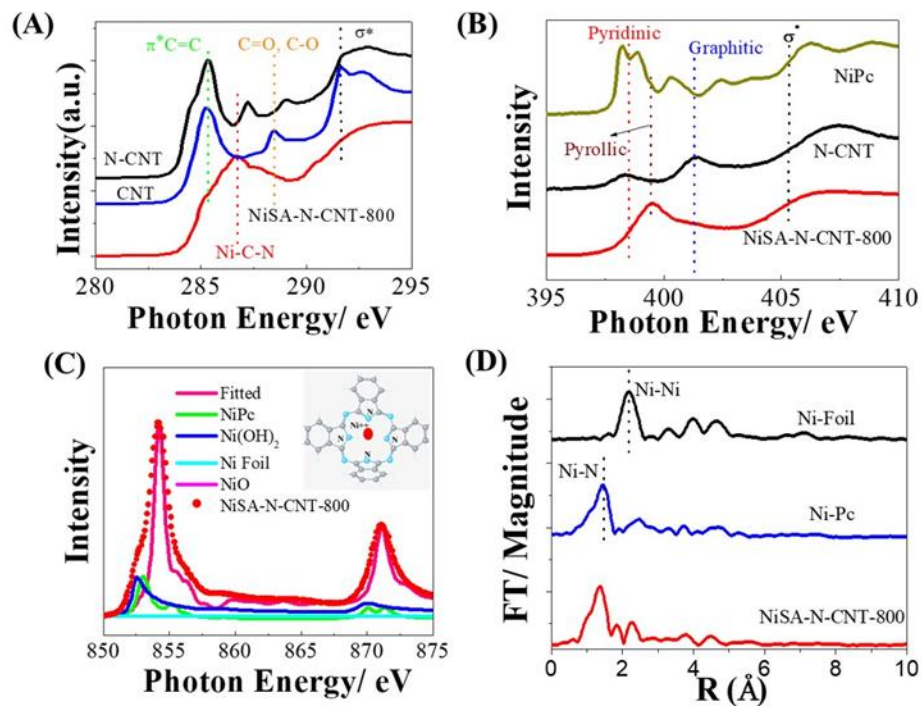 (A)
π*C=C
C=O, C-O
σ*
N-CNT
CNT
NiSA-N-CNT-800
Ni-C-N
Intensity(a.u.)
280 285 290 295
Photon Energy/ eV
(B)
Pyridinic
Graphitic
σ*
NiPc
Pyrollic
N-CNT
NiSA-N-CNT-800
Intensity
395 400 405 410
Photon Energy/ eV
(C)
Fitted
NiPc
Ni(OH)2
Ni Foil
NiO
NiSA-N-CNT-800
N
Ni++
N N
N
Intensity
850 855 860 865 870 875
Photon Energy/ eV
(D)
Ni-Ni
Ni-Foil
Ni-N
Ni-Pc
NiSA-N-CNT-800
FT/ Magnitude
0 2 4 6 8 10
R (Å)